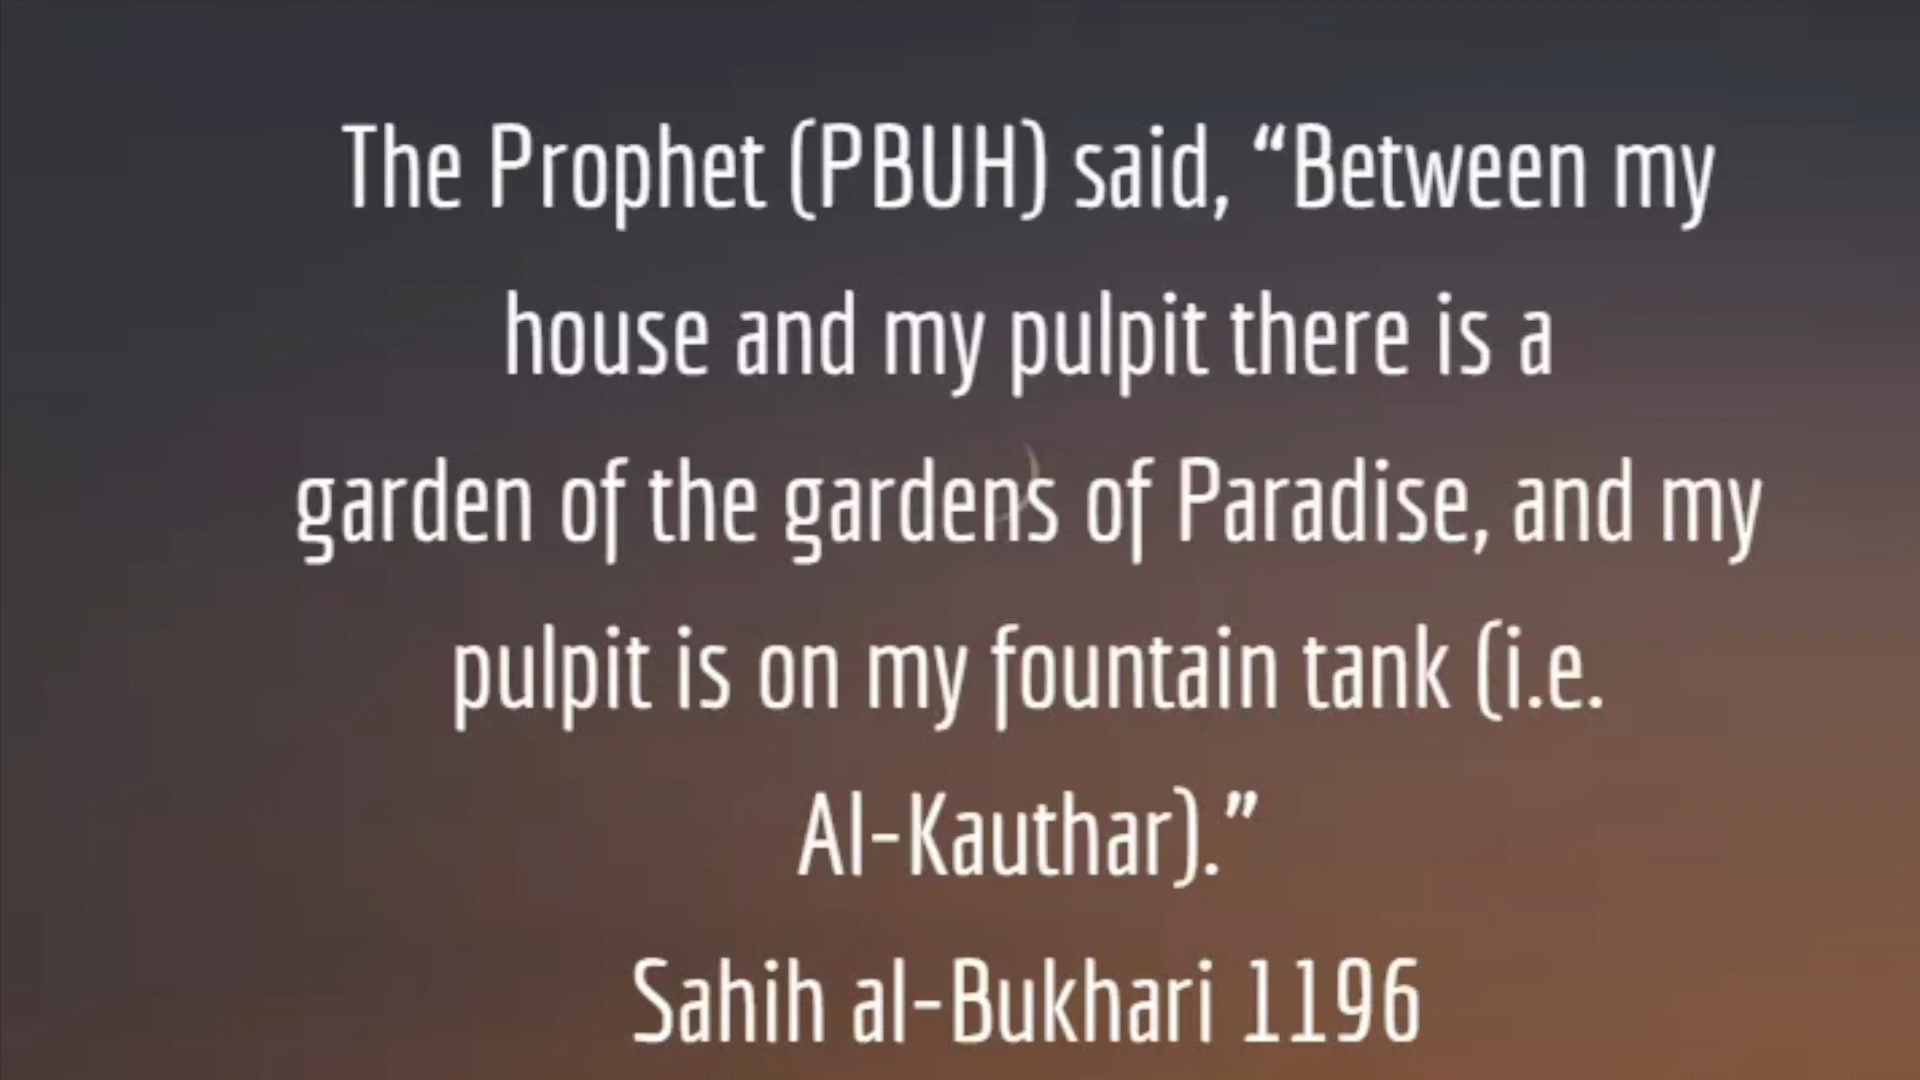 The Prophet (PBUH) said, “Between my
house and my pulpit there is a
garden of the gardens of Paradise, and my
pulpit is on my fountain tank (i.e.
Al-Kauthar).”
Sahih al-Bukhari 1196